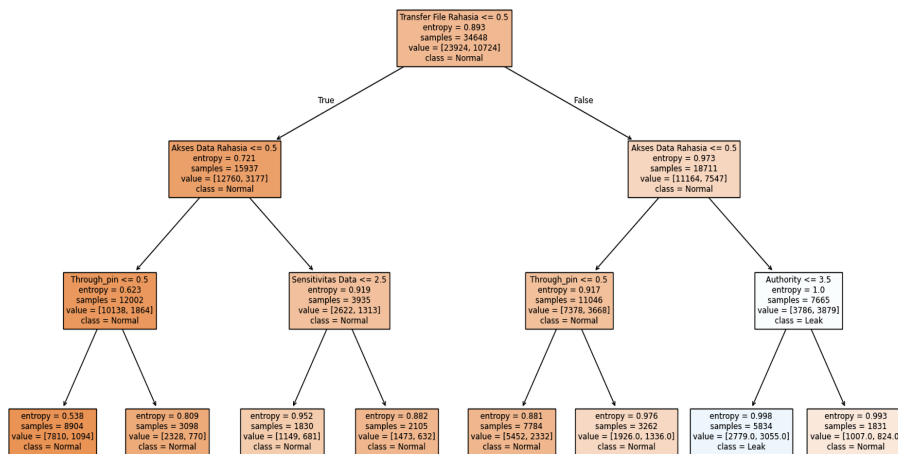 Transfer File Rahasia <= 0.5
entropy = 0.893
samples = 34648
value = [23924, 10724]
class = Normal
True
False
Akses Data Rahasia <= 0.5
entropy = 0.721
samples = 15937
value = [12760, 3177]
class = Normal
Akses Data Rahasia <= 0.5
entropy = 0.973
samples = 18711
value = [11164, 7547]
class = Normal
Through_pin <= 0.5
entropy = 0.623
samples = 12002
value = [10138, 1864]
class = Normal
Sensitivitas Data <= 2.5
entropy = 0.919
samples = 3935
value = [2622, 1313]
class = Normal
Through_pin <= 0.5
entropy = 0.917
samples = 11046
value = [7378, 3668]
class = Normal
Authority <= 3.5
entropy = 1.0
samples = 7665
value = [3786, 3879]
class = Leak
entropy = 0.538
samples = 8904
value = [7810, 1094]
class = Normal
entropy = 0.809
samples = 3098
value = [2328, 770]
class = Normal
entropy = 0.952
samples = 1830
value = [1149, 681]
class = Normal
entropy = 0.882
samples = 2105
value = [1473, 632]
class = Normal
entropy = 0.881
samples = 7784
value = [5452, 2332]
class = Normal
entropy = 0.976
samples = 3262
value = [1926.0, 1336.0]
class = Normal
entropy = 0.998
samples = 5834
value = [2779.0, 3055.0]
class = Leak
entropy = 0.993
samples = 1831
value = [1007.0, 824.0]
class = Normal